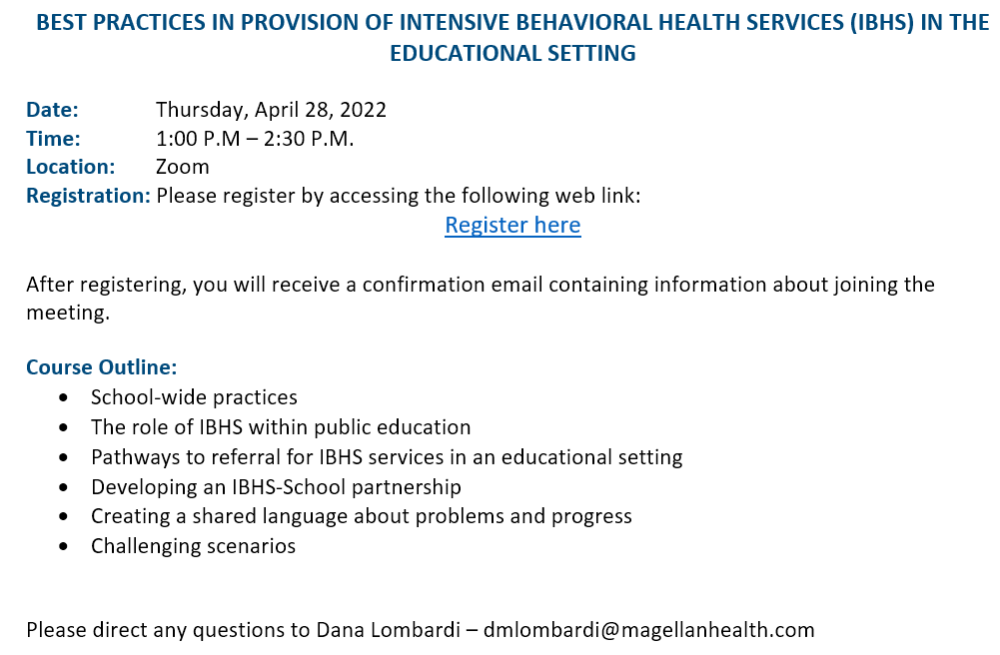 BEST PRACTICES IN PROVISION OF INTENSIVE BEHAVIORAL HEALTH SERVICES (IBHS) IN THE
EDUCATIONAL SETTING
Date: Thursday, April 28, 2022
Time: 1:00 P.M – 2:30 P.M.
Location: Zoom
Registration: Please register by accessing the following web link:
Register here
After registering, you will receive a confirmation email containing information about joining the
meeting.
Course Outline:
• School-wide practices
• The role of IBHS within public education
• Pathways to referral for IBHS services in an educational setting
• Developing an IBHS-School partnership
• Creating a shared language about problems and progress
• Challenging scenarios
Please direct any questions to Dana Lombardi – dmlombardi@magellanhealth.com